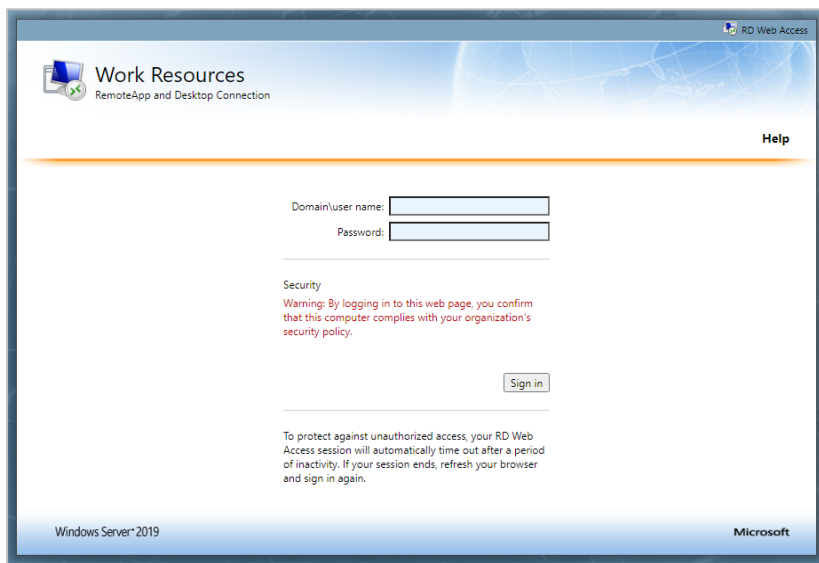 RD Web Access
Work Resources
RemoteApp and Desktop Connection
Help
Domain\user name:
Password:
Security
Warning: By logging in to this web page, you confirm
that this computer complies with your organization's
security policy.
Sign in
To protect against unauthorized access, your RD Web
Access session will automatically time out after a period
of inactivity. If your session ends, refresh your browser
and sign in again.
Windows Server® 2019
Microsoft